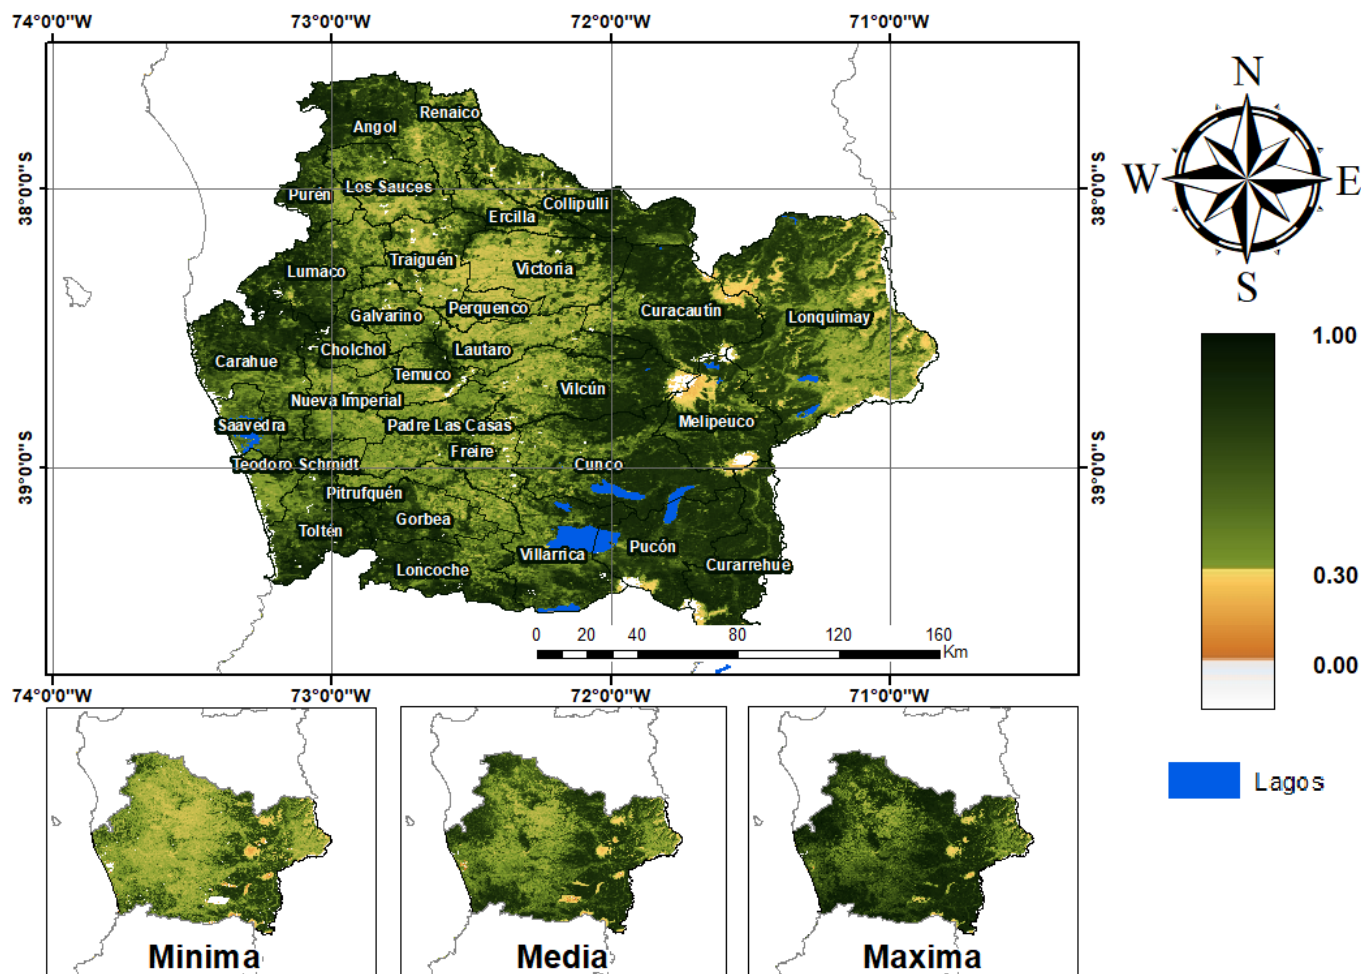 74°0'0"W 73°0'0"W 72°0'0"W 71°0'0"W
N
W E
S
38°0'0"S 38°0'0"S
39°0'0"S 39°0'0"S
Renaico
Angol
Los Sauces
Purén
Collipulli
Ercilla
Traiguén
Victoria
Lumaco
Curacautín
Perquenco
Galvarino
Lonquimay
Cholchol
Lautaro
Carahue
Temuco
Vilcún
Nueva Imperial
Saavedra
Padre Las Casas
Melipeuco
Freire
Teodoro Schmidt
Cunco
Pitrufquén
Gorbea
Toltén
Pucón
Villarrica
Curarrehue
Loncoche
0 20 40 80 120 160
Km
74°0'0"W 73°0'0"W 72°0'0"W 71°0'0"W
1.00
0.30
0.00
Lagos
Minima
Media
Maxima